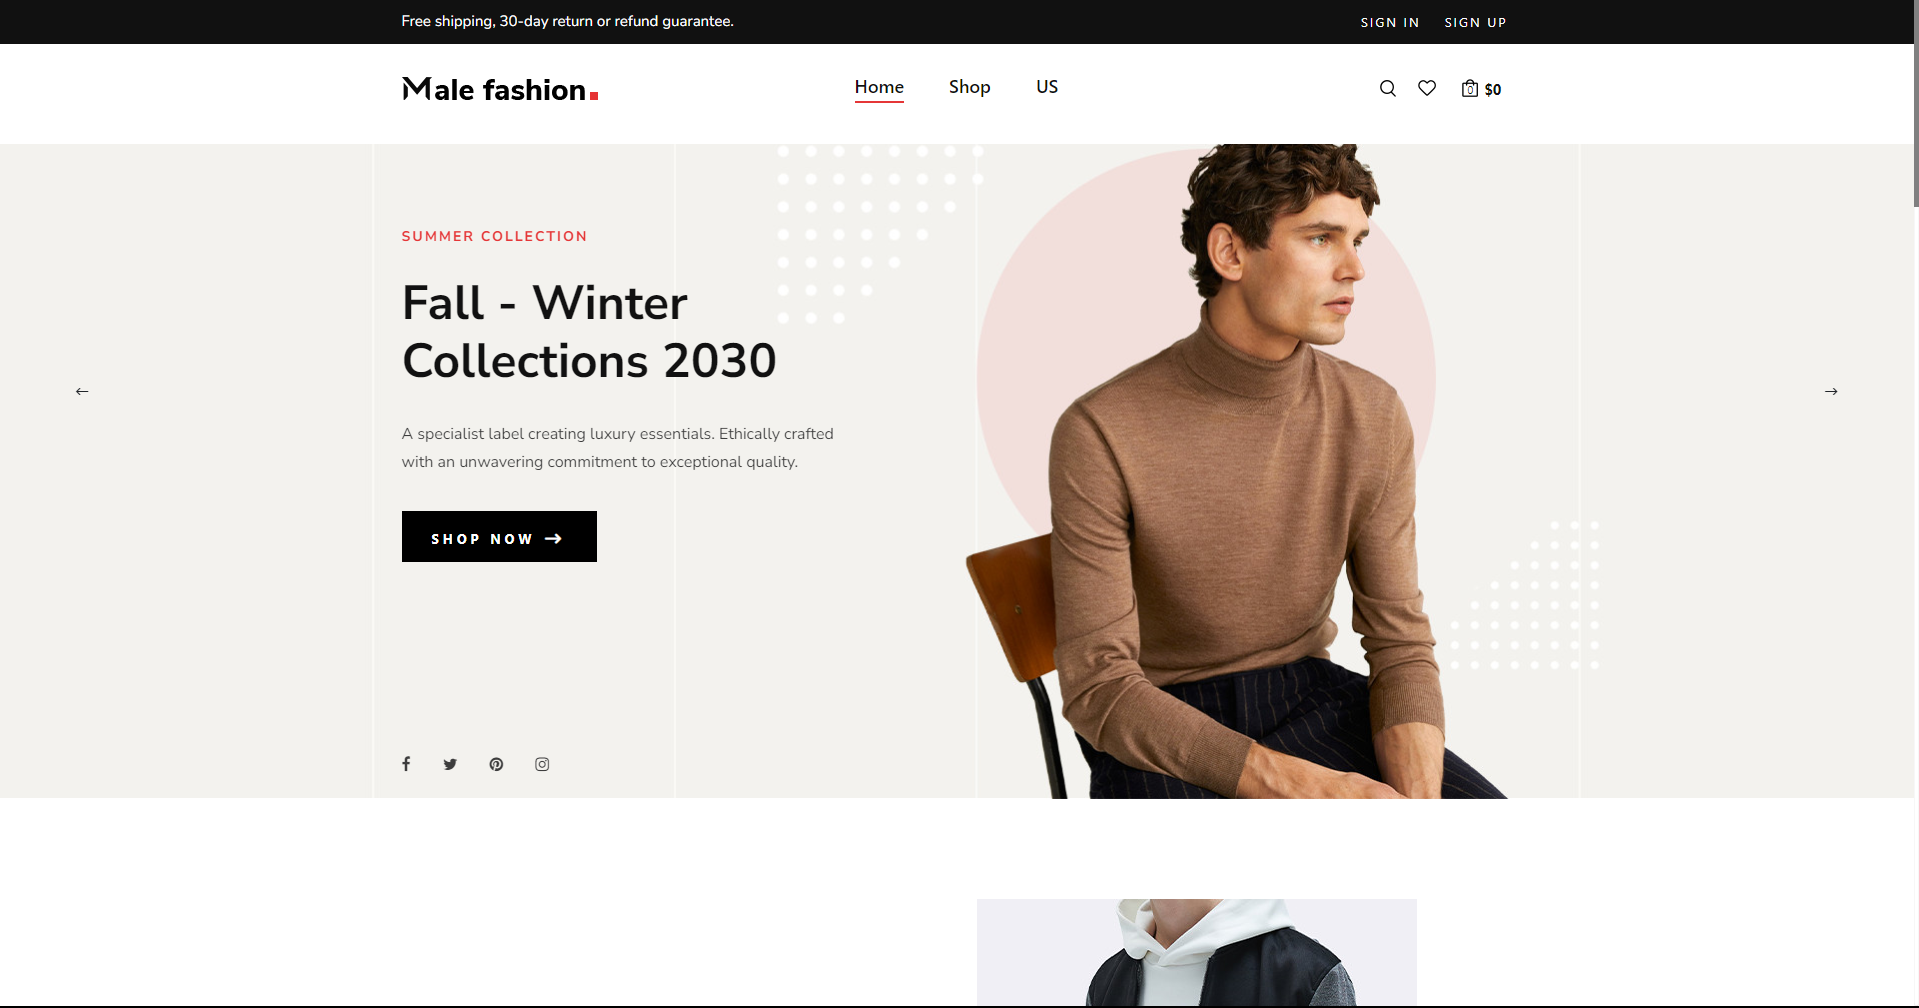 Free shipping, 30-day return or refund guarantee.
SIGN IN SIGN UP
Male fashion.
Home Shop US
0 $0
SUMMER COLLECTION
Fall - Winter
Collections 2030
A specialist label creating luxury essentials. Ethically crafted
with an unwavering commitment to exceptional quality.
SHOP NOW →